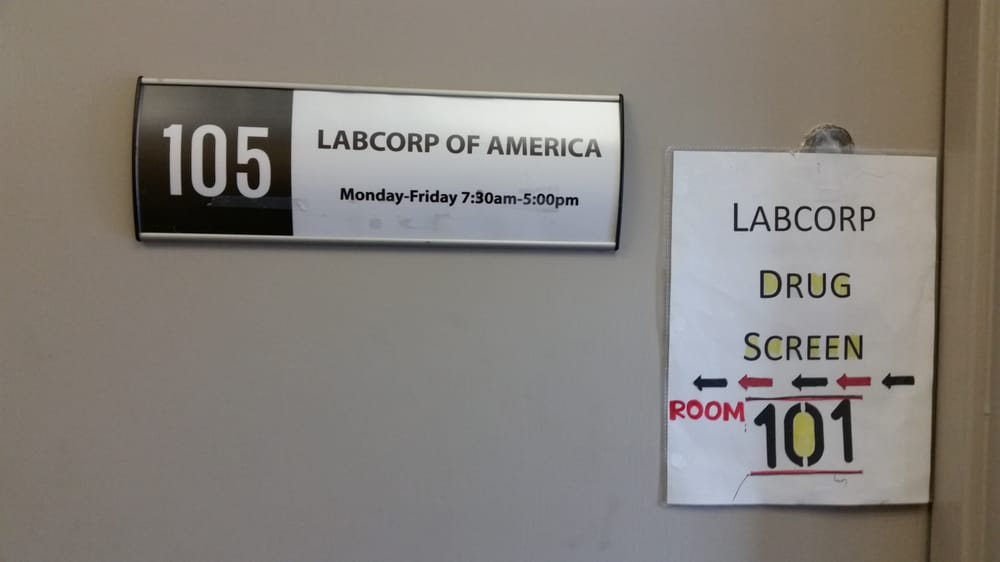 105
LABCORP OF AMERICA
Monday-Friday 7:30am-5:00pm
LABCORP
DRUG
SCREEN
ROOM 101